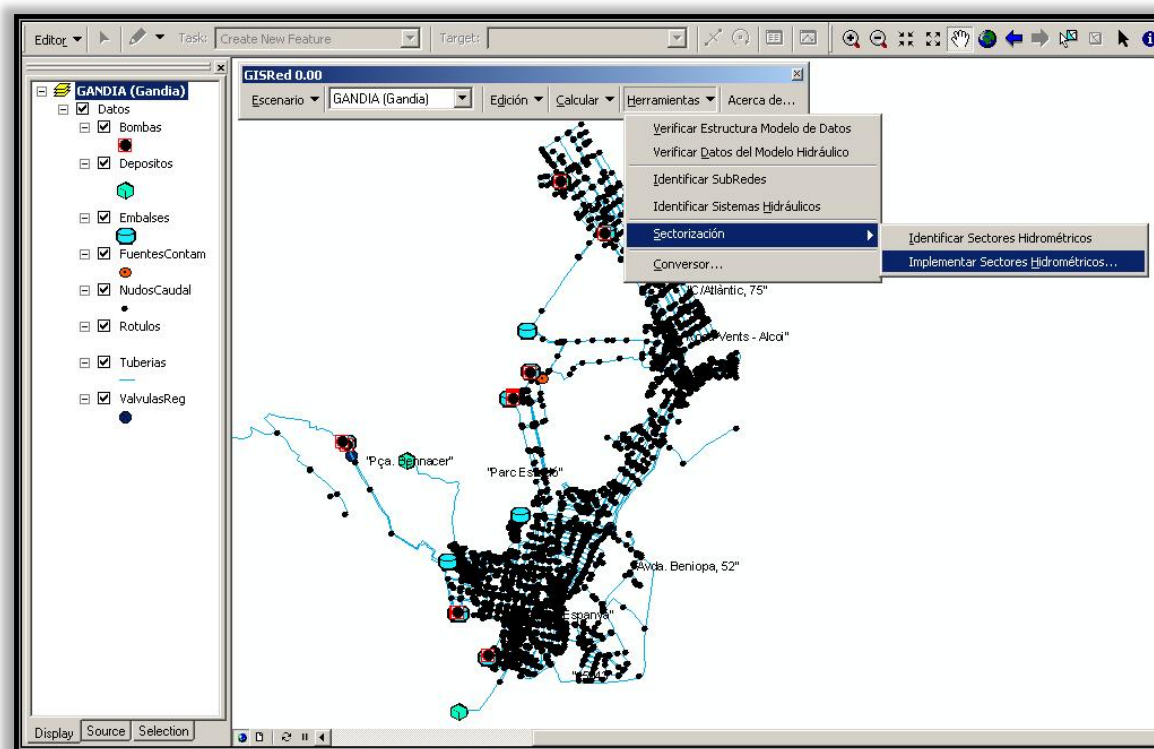 Editor
Task:
Create New Feature
Target:
GANDIA (Gandia)
Datos
Bombas
Depositos
Embalses
FuentesContam
NudosCaudal
Rotulos
Tuberias
ValvulasReg
Display
Source
Selection
GISRed 0.00
Escenario
GANDIA (Gandia)
Edición
Calcular
Herramientas
Acerca de...
Verificar Estructura Modelo de Datos
Verificar Datos del Modelo Hidráulico
Identificar SubRedes
Identificar Sistemas Hidráulicos
Sectorización
Conversor...
Identificar Sectores Hidrométricos
Implementar Sectores Hidrométricos...
"C/Atlàntic, 75"
Vents - Alcoi"
"Pça. Bennacer"
"Parc Estació"
"Avda. Beniopa, 52"
Espanya"